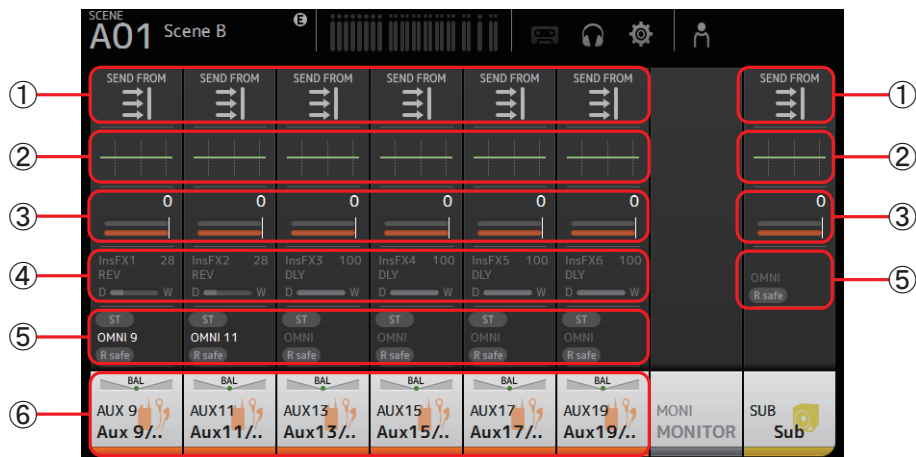 SCENE
A01 Scene B E
① SEND FROM SEND FROM SEND FROM SEND FROM SEND FROM SEND FROM SEND FROM ①
② ②
③ 0 0 0 0 0 0 0 ③
④ InsFX1 28 InsFX2 28 InsFX3 100 InsFX4 100 InsFX5 100 InsFX6 100
REV REV DLY DLY DLY DLY
D W D W D W D W D W D W
OMNI ⑤
R safe
ST ST ST ST ST ST
⑤ OMNI 9 OMNI 11 OMNI OMNI OMNI OMNI
R safe R safe R safe R safe R safe R safe
BAL BAL BAL BAL BAL BAL
⑥ AUX 9 AUX11 AUX13 AUX15 AUX17 AUX19 MONI SUB
Aux 9/.. Aux11/.. Aux13/.. Aux15/.. Aux17/.. Aux19/.. MONITOR Sub